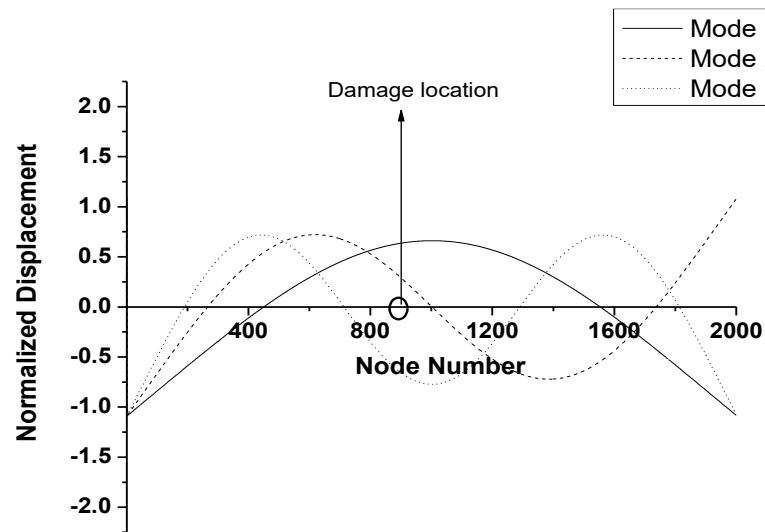 Mode
Mode
Mode
Damage location
2.0
1.5
1.0
0.5
0.0
-0.5
-1.0
-1.5
-2.0
400 800 1200 1600 2000
Node Number
Normalized Displacement